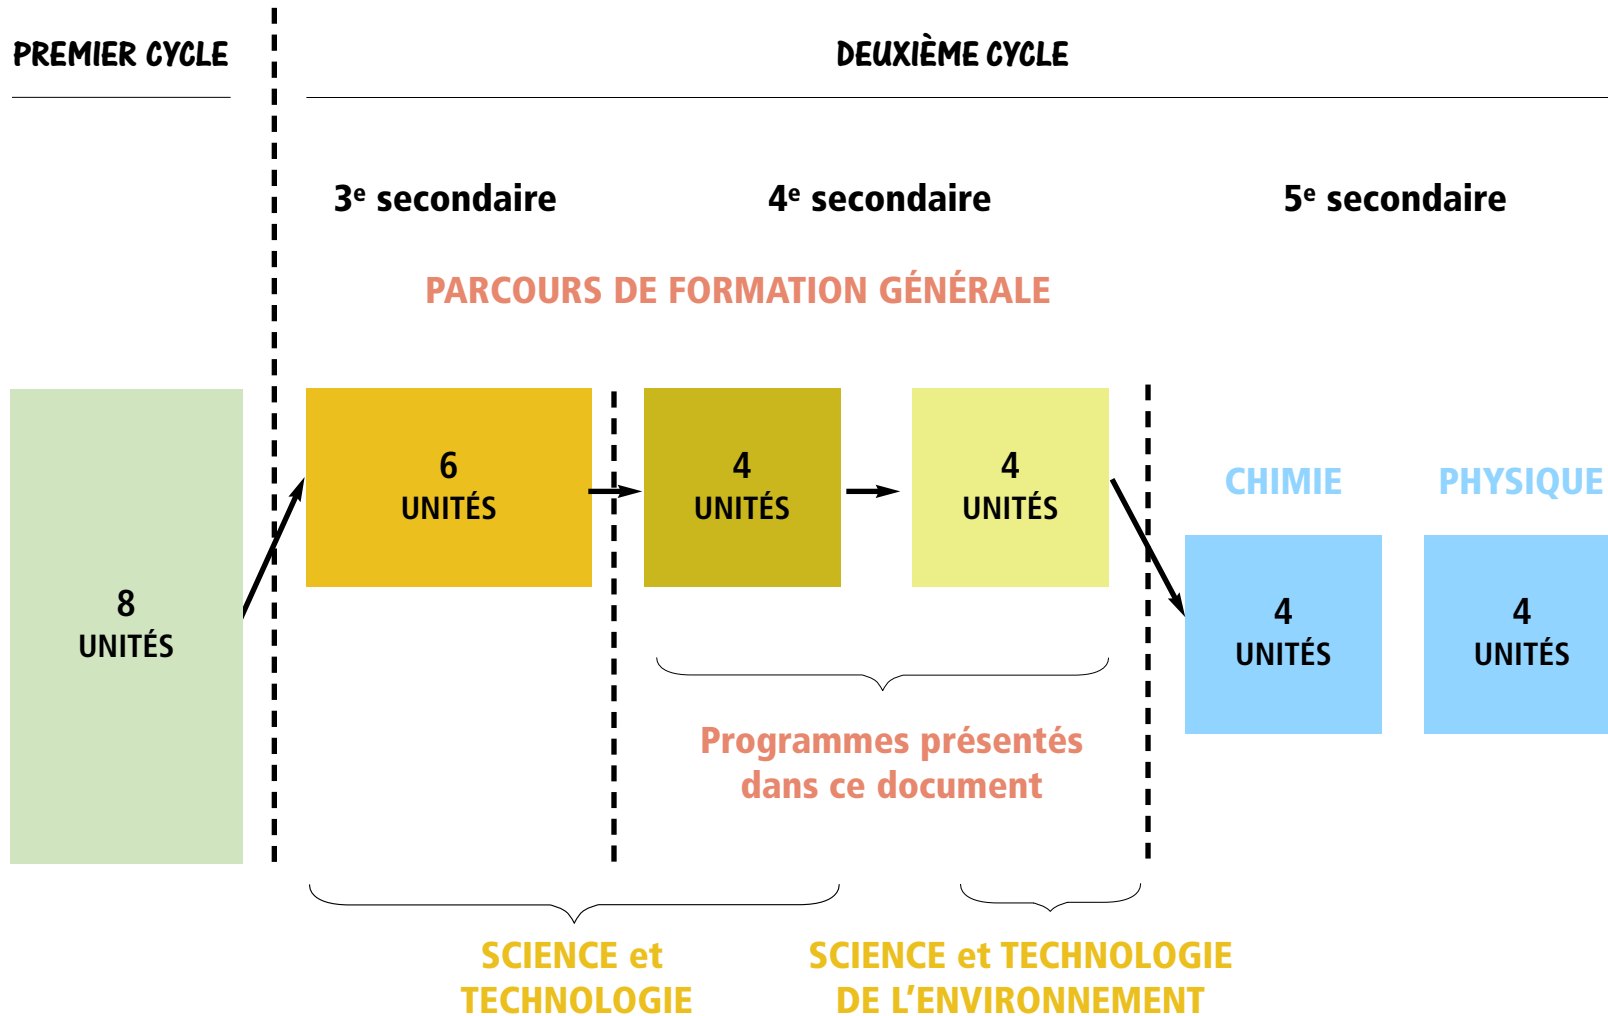 PREMIER CYCLE
DEUXIÈME CYCLE
3e secondaire
4e secondaire
5e secondaire
PARCOURS DE FORMATION GÉNÉRALE
8
UNITÉS
6
UNITÉS
4
UNITÉS
4
UNITÉS
CHIMIE
4
UNITÉS
PHYSIQUE
4
UNITÉS
Programmes présentés
dans ce document
SCIENCE et
TECHNOLOGIE
SCIENCE et TECHNOLOGIE
DE L'ENVIRONNEMENT